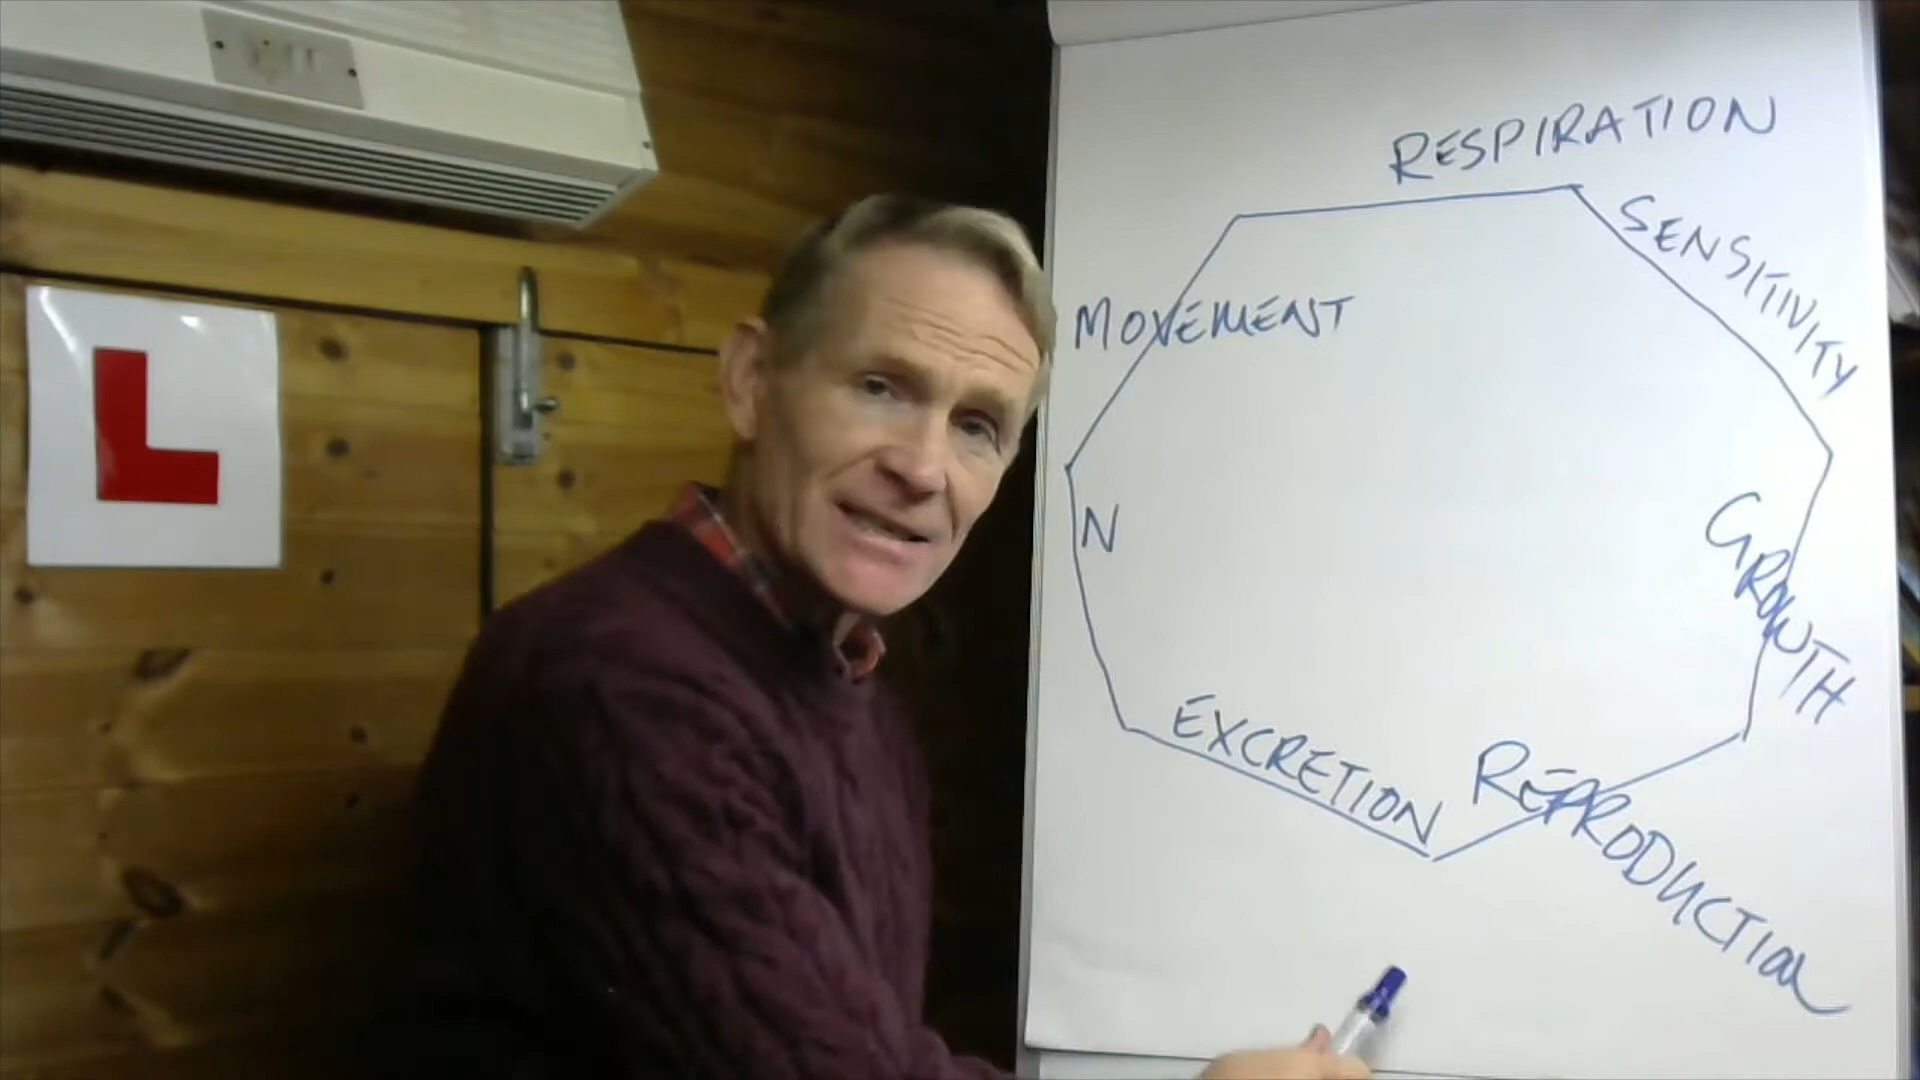 L
RESPIRATION
SENSITIVITY
MOVEMENT
N
GROWTH
EXCRETION
REPRODUCTION